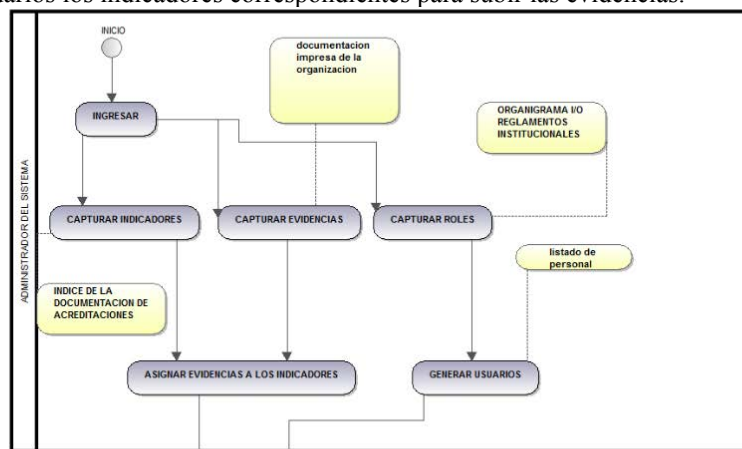 los indicadores correspondientes para subir las evidencias.
INICIO
documentacion
impresa de la
organizacion
INGRESAR
ORGANIGRAMA I/O
REGLAMENTOS
INSTITUCIONALES
ADMINISTRADOR DEL SISTEMA
CAPTURAR INDICADORES
CAPTURAR EVIDENCIAS
CAPTURAR ROLES
listado de
personal
INDICE DE LA
DOCUMENTACION DE
ACREDITACIONES
ASIGNAR EVIDENCIAS A LOS INDICADORES
GENERAR USUARIOS